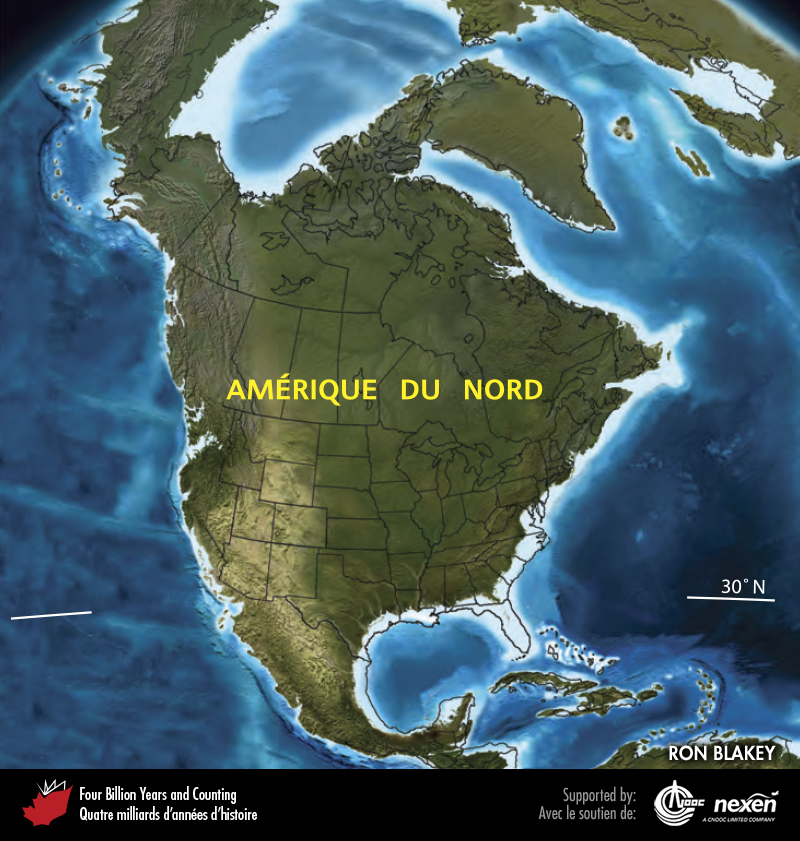 AMÉRIQUE DU NORD
30° N
RON BLAKEY
Four Billion Years and Counting
Quatre milliards d'années d'histoire
Supported by:
Avec le soutien de:
CNOOC
nexen
A CNOOC LIMITED COMPANY